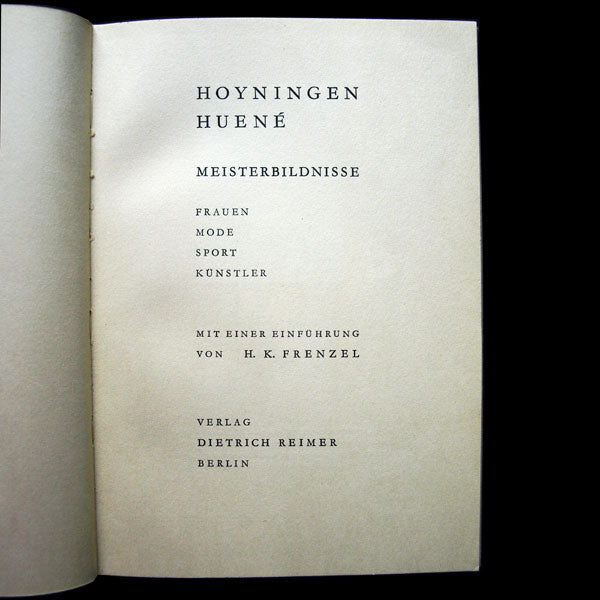 HOYNINGEN
HUENÉ
MEISTERBILDNISSE
FRAUEN
MODE
SPORT
KÜNSTLER
MIT EINER EINFÜHRUNG
VON H. K. FRENZEL
VERLAG
DIETRICH REIMER
BERLIN